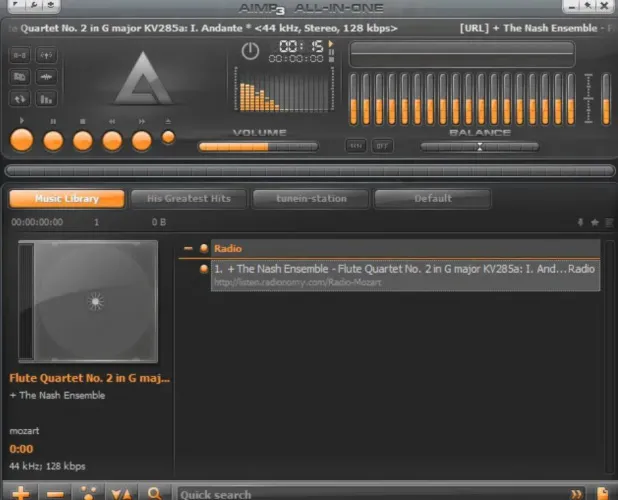 AIMP3 ALL-IN-ONE
Quartet No. 2 in G major KV285a: I. Andante * <44 kHz, Stereo, 128 kbps> [URL] + The Nash Ensemble - F
00:15
00:00:00
VOLUME
OFF
BALANCE
Music Library His Greatest Hits tunein-station Default
00:00:00:00 1 0 B
Radio
1. + The Nash Ensemble - Flute Quartet No. 2 in G major KV285a: I. And...Radio
http://listen.radionomy.com/Radio-Mozart
Flute Quartet No. 2 in G maj...
+ The Nash Ensemble
mozart
0:00
44 kHz; 128 kbps
Quick search